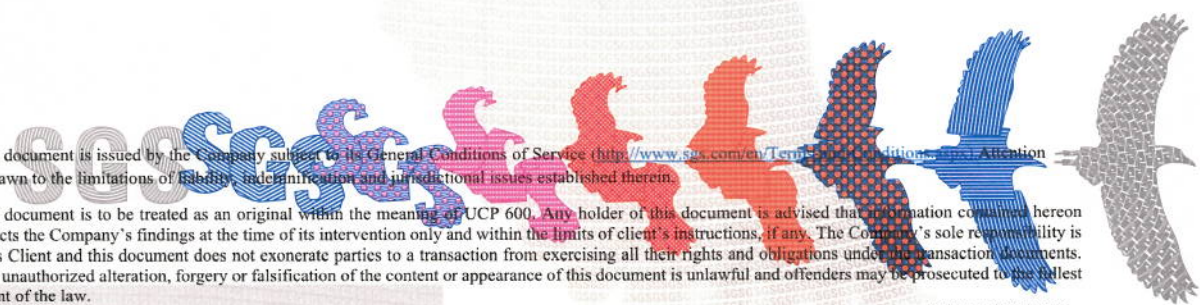 SGS SGS SGS
document is issued by the Company subject to its General Conditions of Service (http://www.sgs.com/en/Terms Conditions Attention
awn to the limitations of liability, indemnification and jurisdictional issues established therein.
document is to be treated as an original within the meaning of UCP 600. Any holder of this document is advised that information contained hereon
cts the Company's findings at the time of its intervention only and within the limits of client's instructions, if any. The Company's sole responsibility is
s Client and this document does not exonerate parties to a transaction from exercising all their rights and obligations under the transaction documents.
unauthorized alteration, forgery or falsification of the content or appearance of this document is unlawful and offenders may be prosecuted to the fullest
nt of the law.